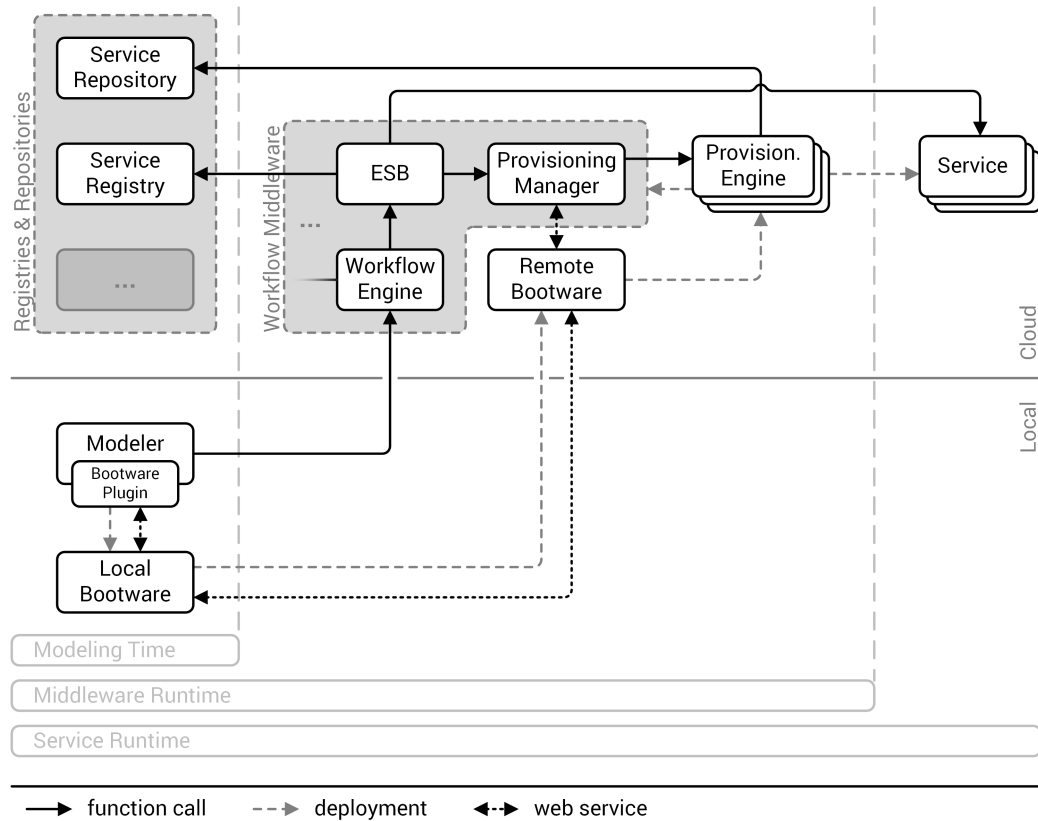 Registries & Repositories
Service
Repository
Service
Registry
...
Workflow Middleware
ESB
Provisioning
Manager
Provision.
Engine
Service
...
Workflow
Engine
Remote
Bootware
Cloud
Local
Modeler
Bootware
Plugin
Local
Bootware
Modeling Time
Middleware Runtime
Service Runtime
function call
deployment
web service